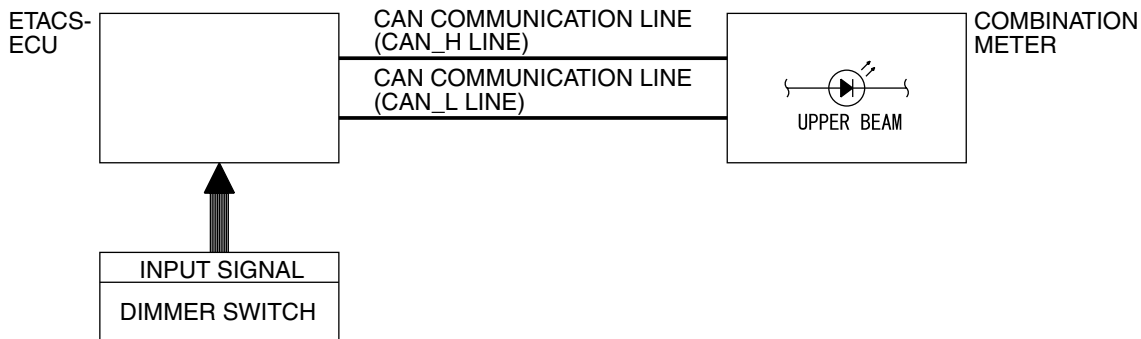 ETACS-
ECU
CAN COMMUNICATION LINE
(CAN_H LINE)
CAN COMMUNICATION LINE
(CAN_L LINE)
COMBINATION
METER
UPPER BEAM
INPUT SIGNAL
DIMMER SWITCH